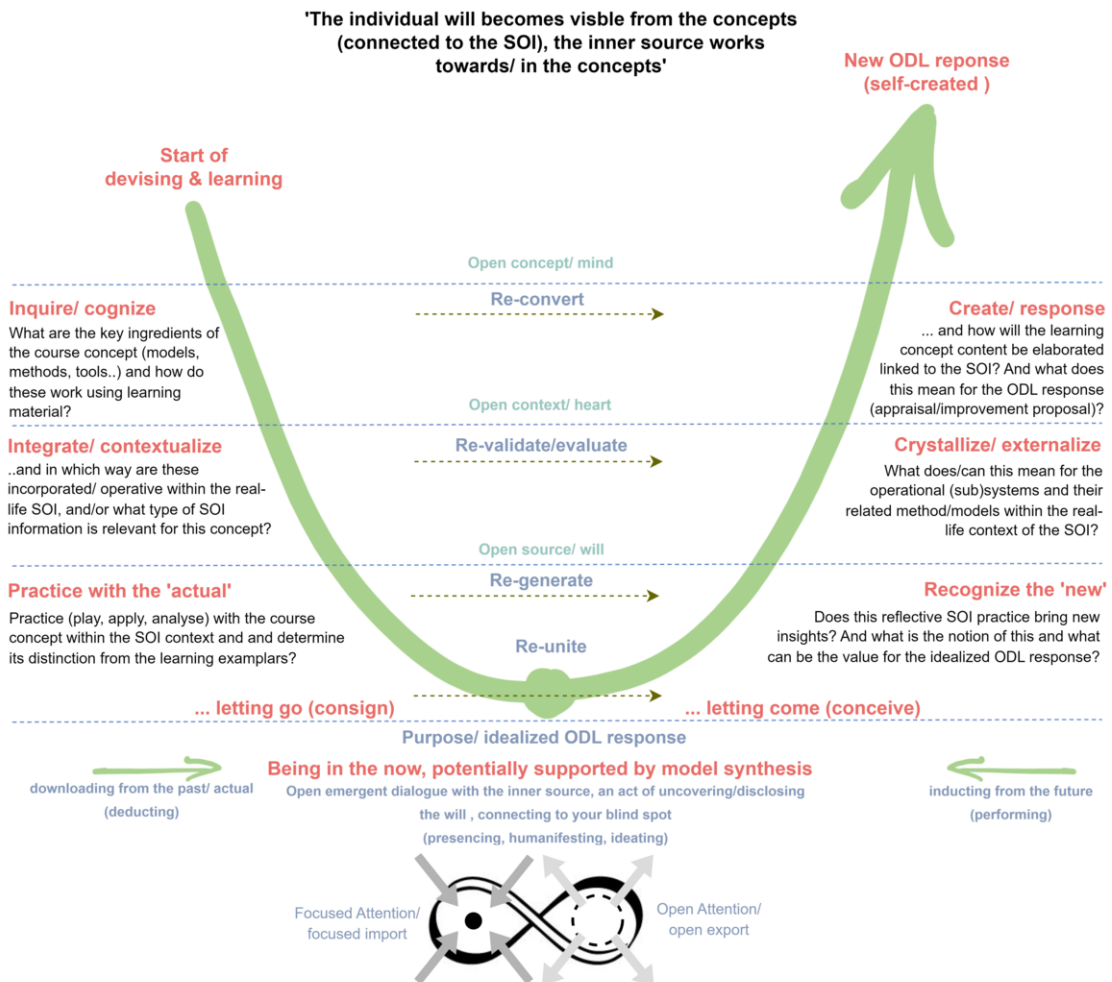 'The individual will becomes visble from the concepts
(connected to the SOI), the inner source works
towards/ in the concepts'
New ODL reponse
(self-created )
Start of
devising & learning
Open concept/ mind
Re-convert
Inquire/ cognize
What are the key ingredients of
the course concept (models,
methods, tools..) and how do
these work using learning
material?
Create/ response
... and how will the learning
concept content be elaborated
linked to the SOI? And what does
this mean for the ODL response
(appraisal/improvement proposal)?
Open context/ heart
Re-validate/evaluate
Integrate/ contextualize
..and in which way are these
incorporated/ operative within the real-
life SOI, and/or what type of SOI
information is relevant for this concept?
Crystallize/ externalize
What does/can this mean for the
operational (sub)systems and their
related method/models within the real-
life context of the SOI?
Open source/ will
Re-generate
Practice with the 'actual'
Practice (play, apply, analyse) with the course
concept within the SOI context and and determine
its distinction from the learning examplars?
Recognize the 'new'
Does this reflective SOI practice bring new
insights? And what is the notion of this and what
can be the value for the idealized ODL response?
Re-unite
... letting go (consign)
... letting come (conceive)
Purpose/ idealized ODL response
Being in the now, potentially supported by model synthesis
downloading from the past/ actual
(deducting)
Open emergent dialogue with the inner source, an act of uncovering/disclosing
the will , connecting to your blind spot
(presencing, humanifesting, ideating)
inducting from the future
(performing)
Focused Attention/
focused import
Open Attention/
open export